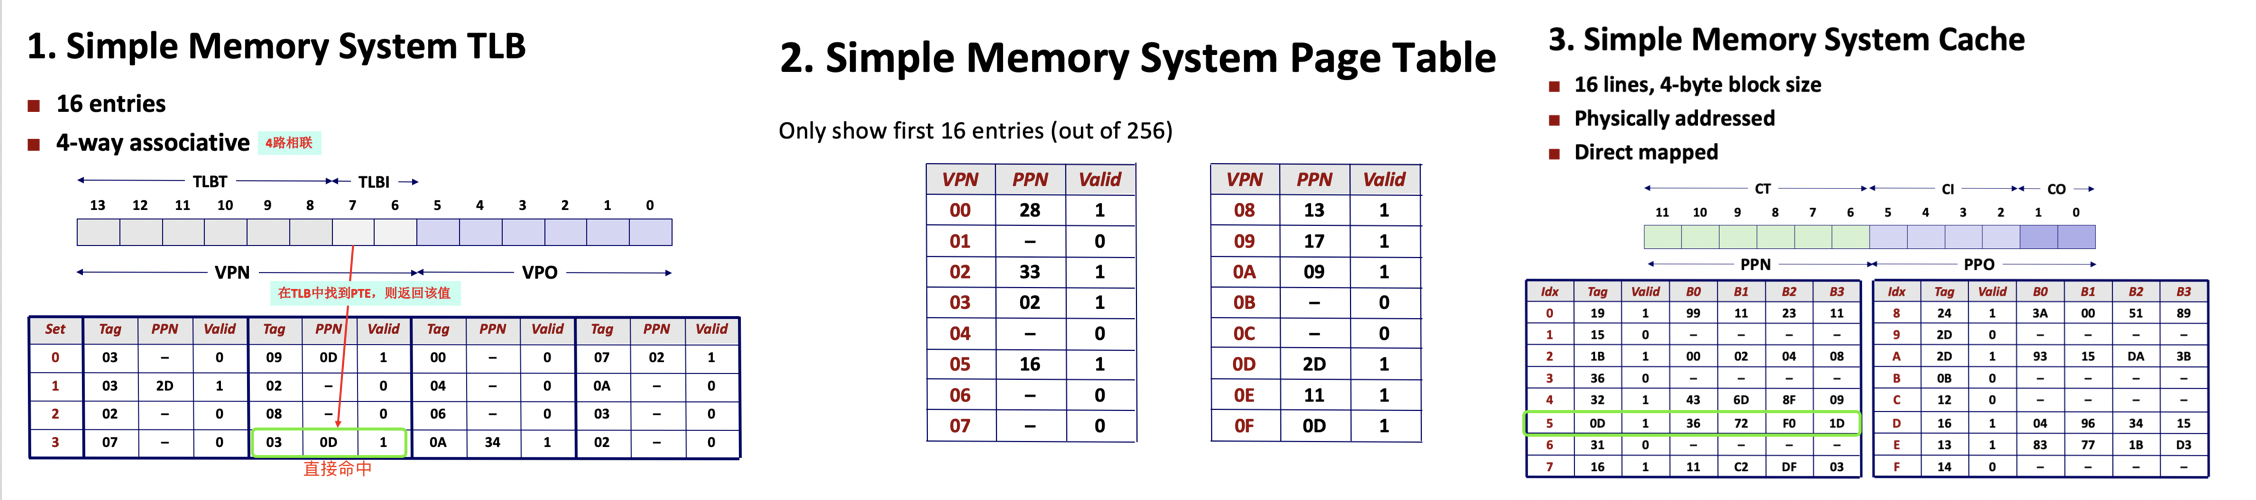 1. Simple Memory System TLB
■ 16 entries
■ 4-way associative 4路相联
TLBT TLBI
13 12 11 10 9 8 7 6 5 4 3 2 1 0
VPN VPO
在TLB中找到PTE，则返回该值
Set Tag PPN Valid Tag PPN Valid Tag PPN Valid Tag PPN Valid
0 03 – 0 09 0D 1 00 – 0 07 02 1
1 03 2D 1 02 – 0 04 – 0 0A – 0
2 02 – 0 08 – 0 06 – 0 03 – 0
3 07 – 0 03 0D 1 0A 34 1 02 – 0
直接命中
2. Simple Memory System Page Table
Only show first 16 entries (out of 256)
VPN PPN Valid
00 28 1
01 – 0
02 33 1
03 02 1
04 – 0
05 16 1
06 – 0
07 – 0
VPN PPN Valid
08 13 1
09 17 1
0A 09 1
0B – 0
0C – 0
0D 2D 1
0E 11 1
0F 0D 1
3. Simple Memory System Cache
■ 16 lines, 4-byte block size
■ Physically addressed
■ Direct mapped
CT CI CO
11 10 9 8 7 6 5 4 3 2 1 0
PPN PPO
Idx Tag Valid B0 B1 B2 B3
0 19 1 99 11 23 11
1 15 0 – – – –
2 1B 1 00 02 04 08
3 36 0 – – – –
4 32 1 43 6D 8F 09
5 0D 1 36 72 F0 1D
6 31 0 – – – –
7 16 1 11 C2 DF 03
Idx Tag Valid B0 B1 B2 B3
8 24 1 3A 00 51 89
9 2D 0 – – – –
A 2D 1 93 15 DA 3B
B 0B 0 – – – –
C 12 0 – – – –
D 16 1 04 96 34 15
E 13 1 83 77 1B D3
F 14 0 – – – –